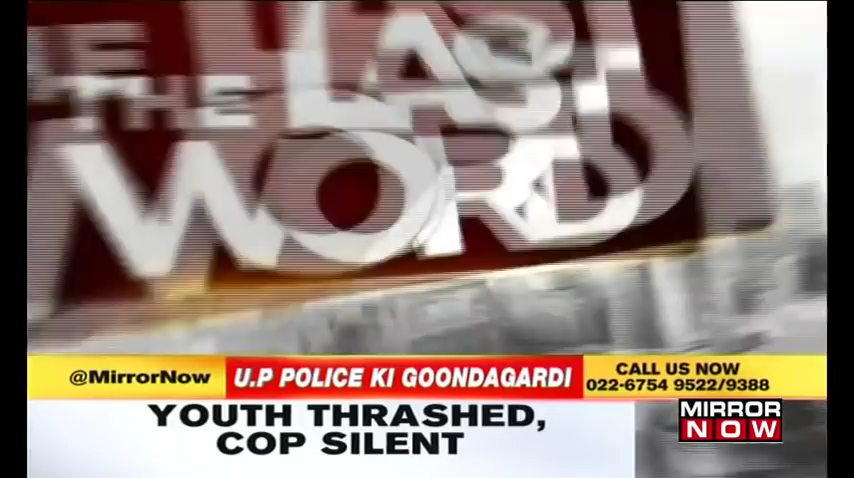 THE LAST
WORD
@MirrorNow
U.P POLICE KI GOONDAGARDI
CALL US NOW
022-6754 9522/9388
YOUTH THRASHED,
COP SILENT
MIRROR
NOW